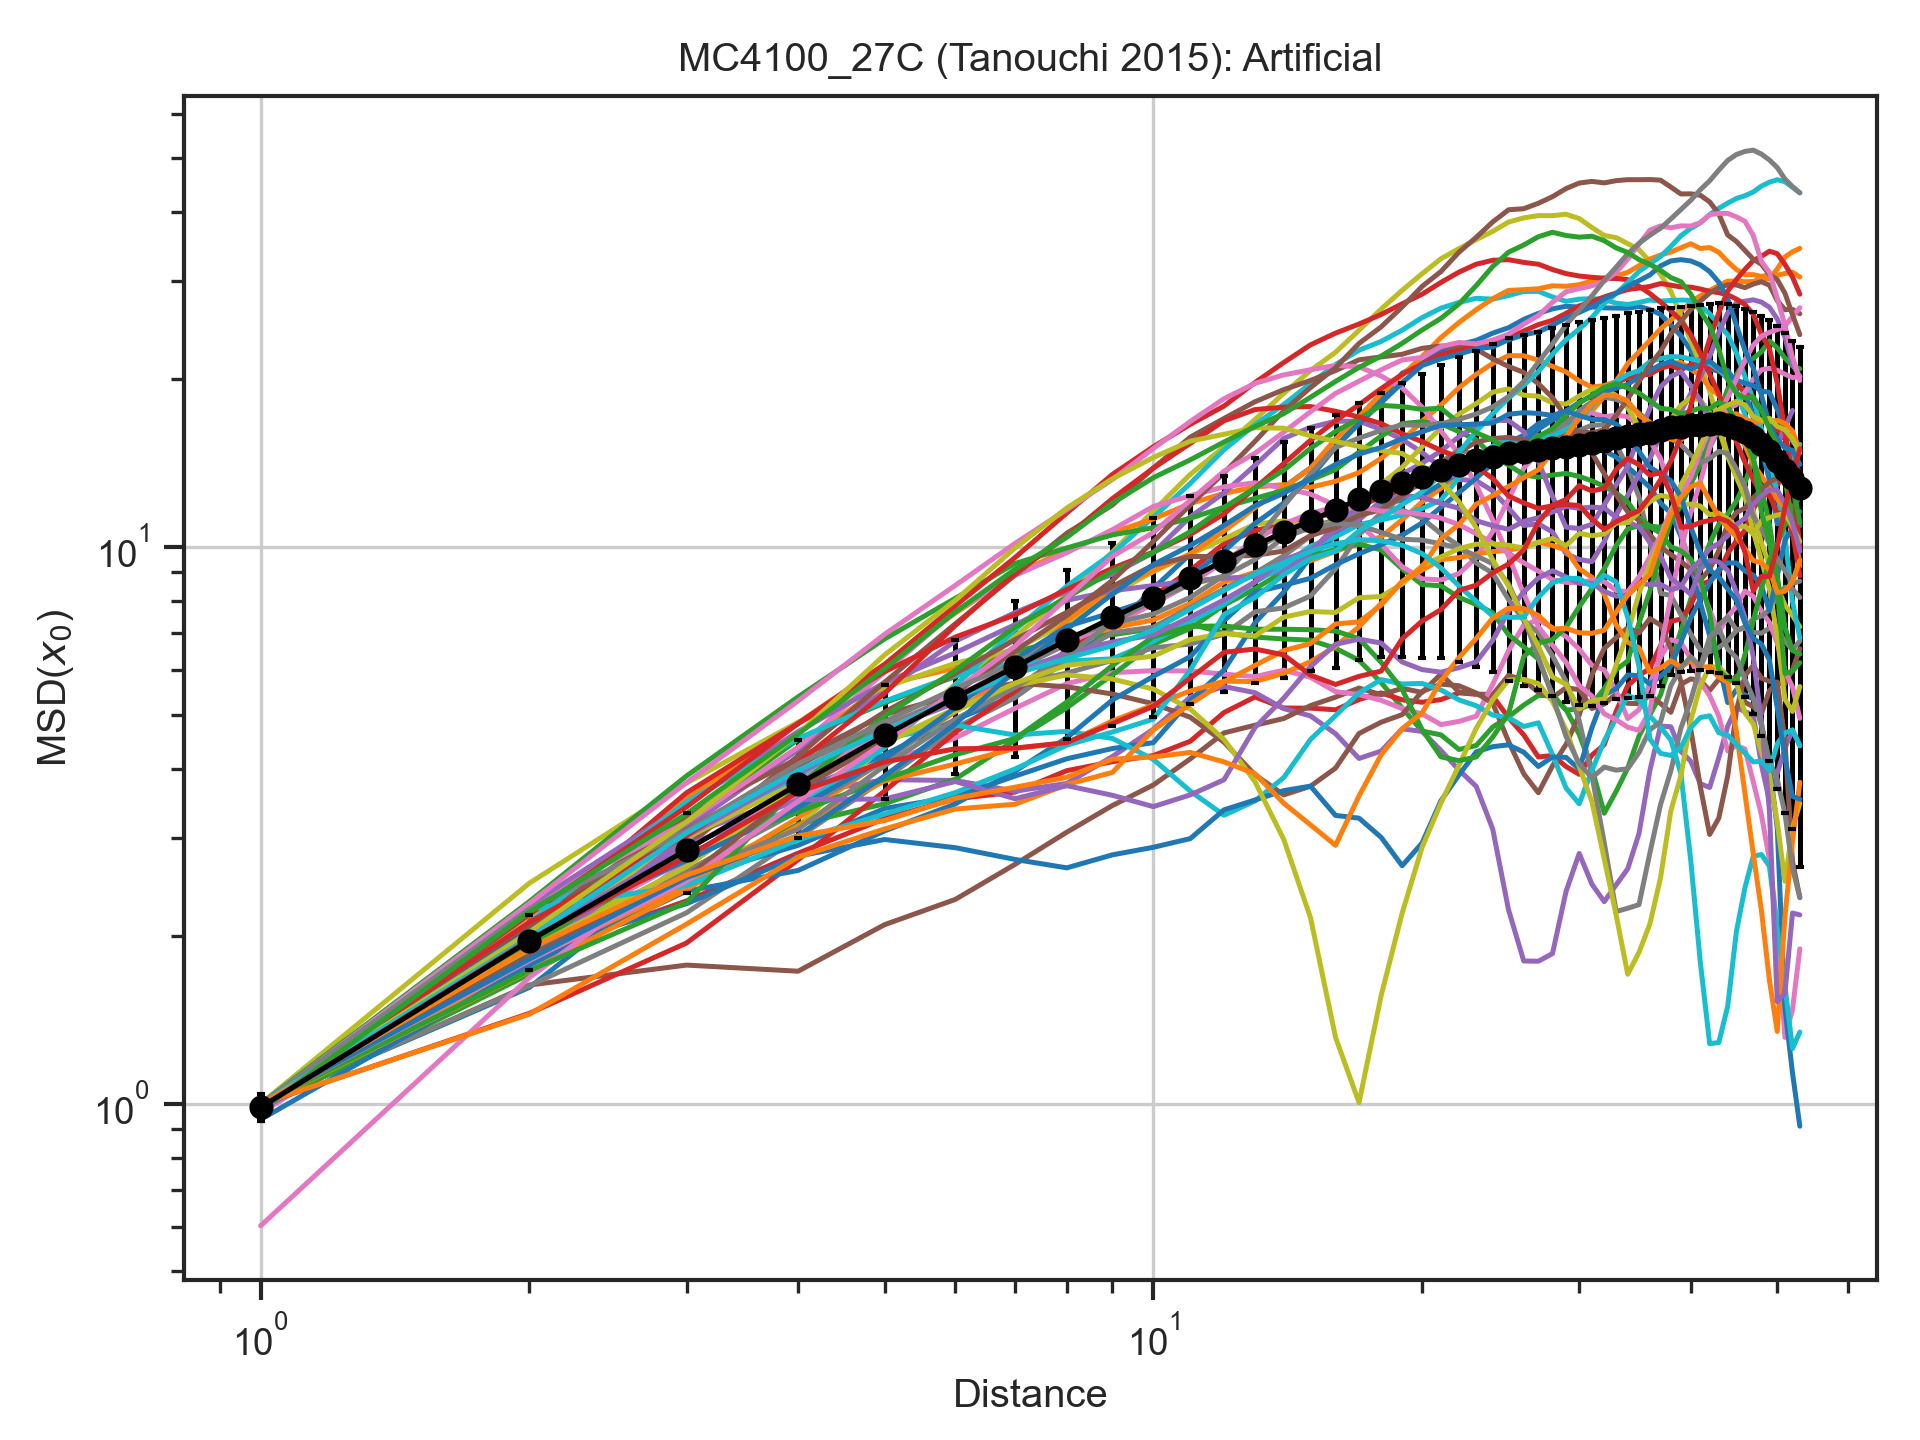 MC4100_27C (Tanouchi 2015): Artificial
MSD(x₀)
10¹
10⁰
10⁰
10¹
Distance